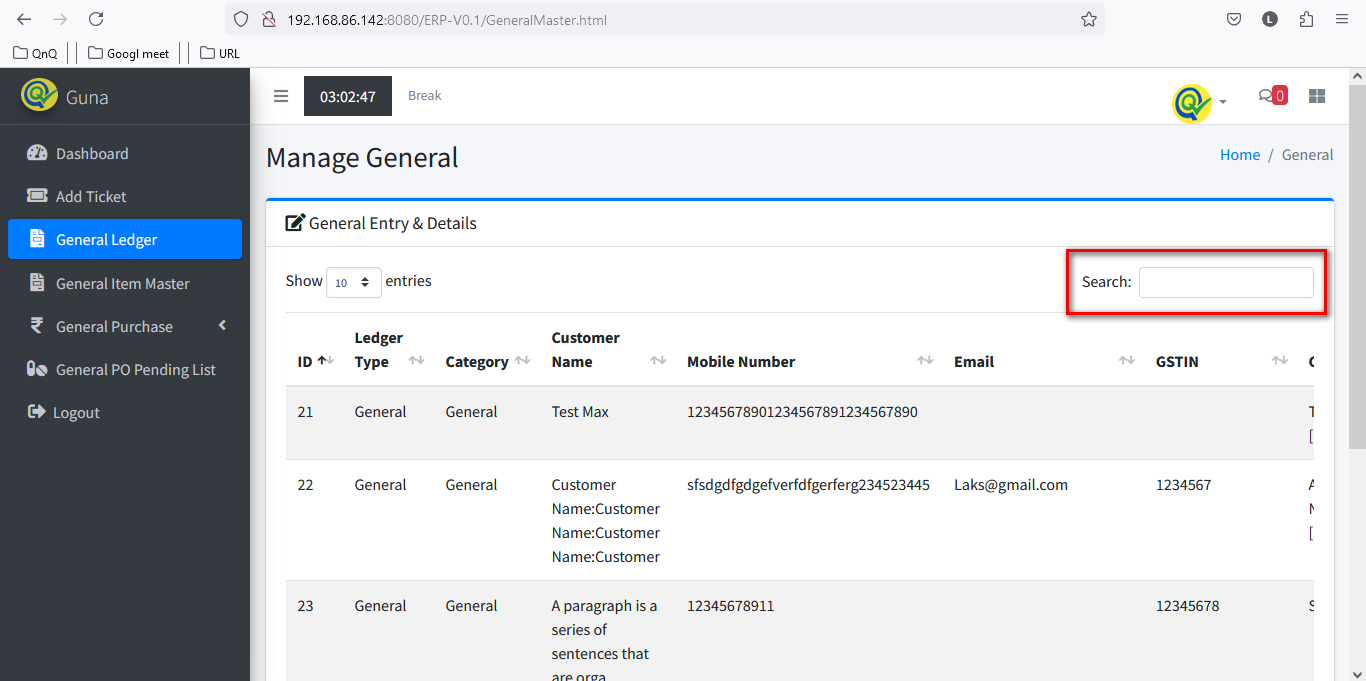 192.168.86.142:8080/ERP-V0.1/GeneralMaster.html
L
QnQ
Googl meet
URL
Guna
03:02:47
Break
0
Dashboard
Add Ticket
General Ledger
General Item Master
General Purchase
General PO Pending List
Logout
Manage General
Home / General
General Entry & Details
Show 10 entries
Search:
ID Ledger Type Category Customer Name Mobile Number Email GSTIN
21 General General Test Max 12345678901234567891234567890
22 General General Customer sfsdgdfgdgefverfdfgerferg234523445 Laks@gmail.com 1234567
Name:Customer
Name:Customer
Name:Customer
23 General General A paragraph is a 12345678911 12345678
series of
sentences that
are orga